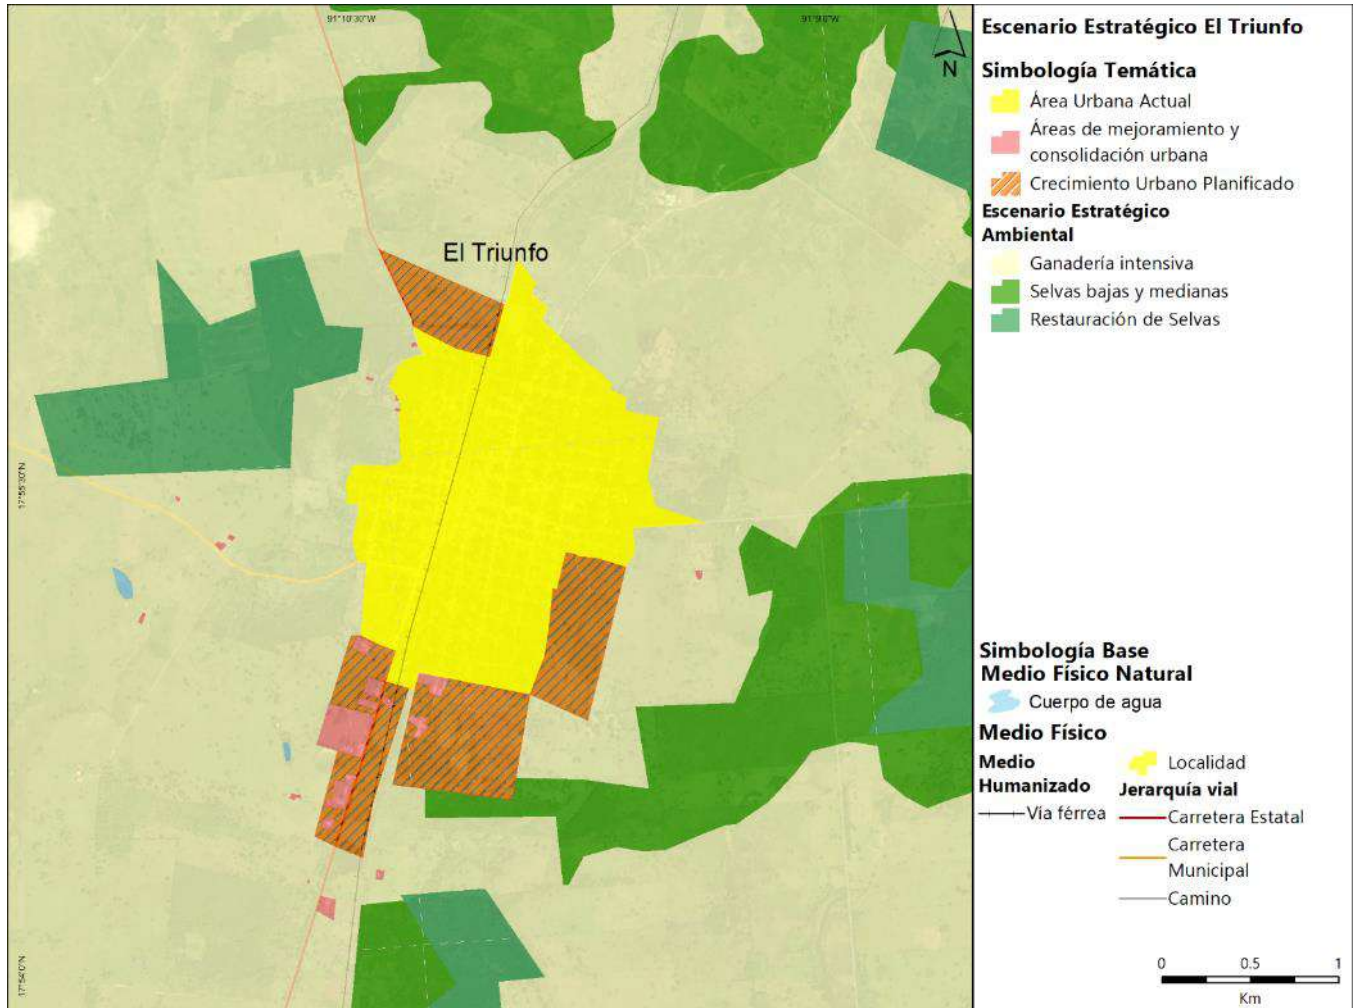 91°10'30"W
91°9'0"W
N
El Triunfo
17°55'30"N
17°54'0"N
Escenario Estratégico El Triunfo
Simbología Temática
Área Urbana Actual
Áreas de mejoramiento y
consolidación urbana
Crecimiento Urbano Planificado
Escenario Estratégico
Ambiental
Ganadería intensiva
Selvas bajas y medianas
Restauración de Selvas
Simbología Base
Medio Físico Natural
Cuerpo de agua
Medio Físico
Medio
Humanizado
Vía férrea
Localidad
Jerarquía vial
Carretera Estatal
Carretera
Municipal
Camino
0 0.5 1
Km